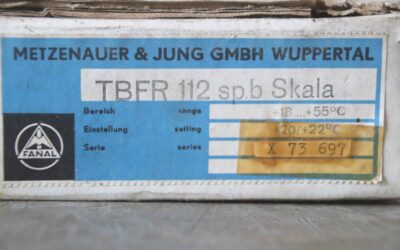 METZENAUER & JUNG GMBH WUPPERTAL
TBFR 112 sp.b Skala
Bereich range +18....+55°C
Einstellung setting +20/+22°C
Serie series X 73 697
FANAL